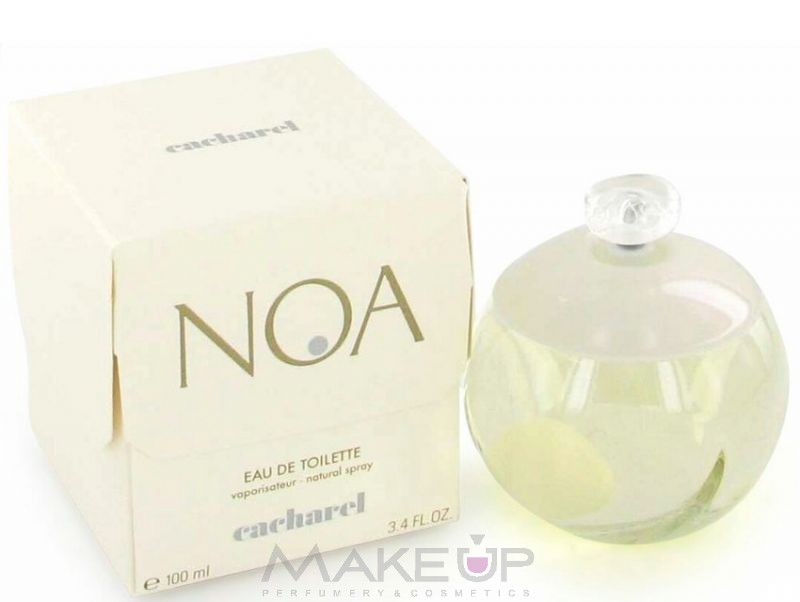 cacharel
NOA
EAU DE TOILETTE
vaporisateur - natural spray
cacharel
3.4 FL.OZ.
e 100 ml
MAKEUP
PERFUMERY & COSMETICS